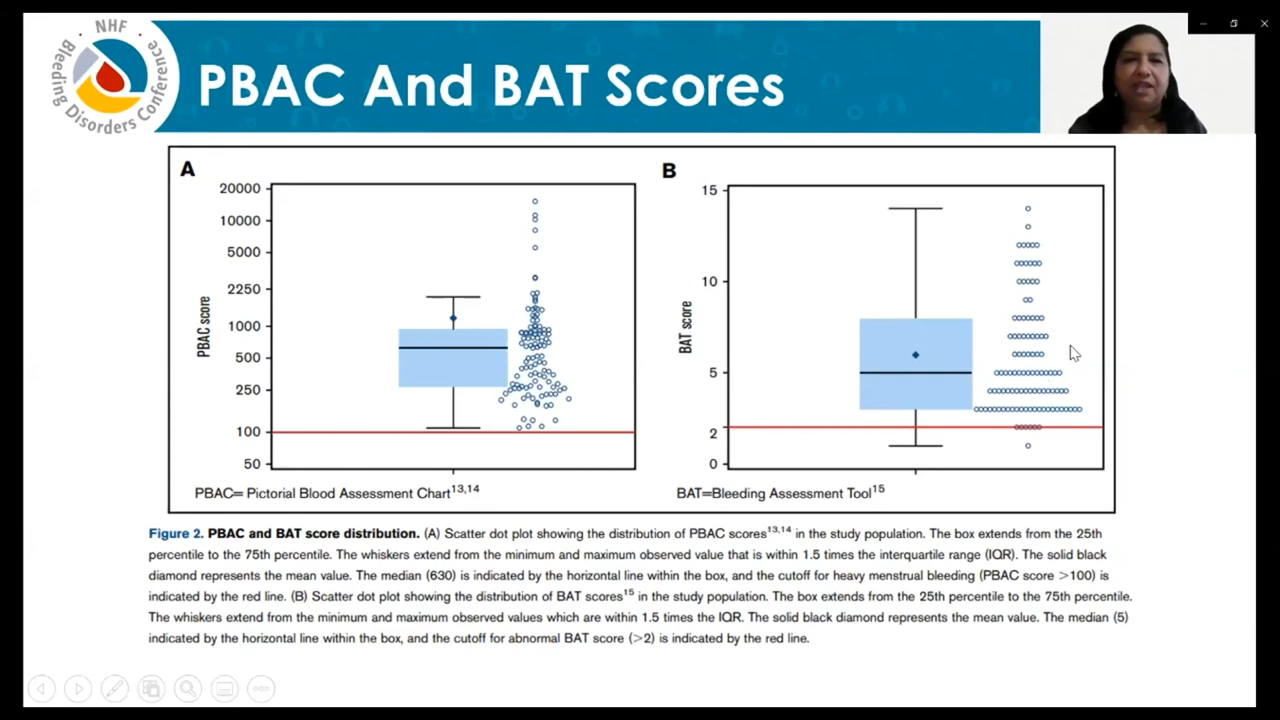 NHF
Bleeding Disorders Conference
PBAC And BAT Scores
A
20000
10000
5000
2250
1000
500
250
100
50
PBAC score
PBAC= Pictorial Blood Assessment Chart13,14
B
15
10
5
2
0
BAT score
BAT=Bleeding Assessment Tool15
Figure 2. PBAC and BAT score distribution. (A) Scatter dot plot showing the distribution of PBAC scores13,14 in the study population. The box extends from the 25th
percentile to the 75th percentile. The whiskers extend from the minimum and maximum observed value that is within 1.5 times the interquartile range (IQR). The solid black
diamond represents the mean value. The median (630) is indicated by the horizontal line within the box, and the cutoff for heavy menstrual bleeding (PBAC score >100) is
indicated by the red line. (B) Scatter dot plot showing the distribution of BAT scores15 in the study population. The box extends from the 25th percentile to the 75th percentile.
The whiskers extend from the minimum and maximum observed values which are within 1.5 times the IQR. The solid black diamond represents the mean value. The median (5)
indicated by the horizontal line within the box, and the cutoff for abnormal BAT score (>2) is indicated by the red line.